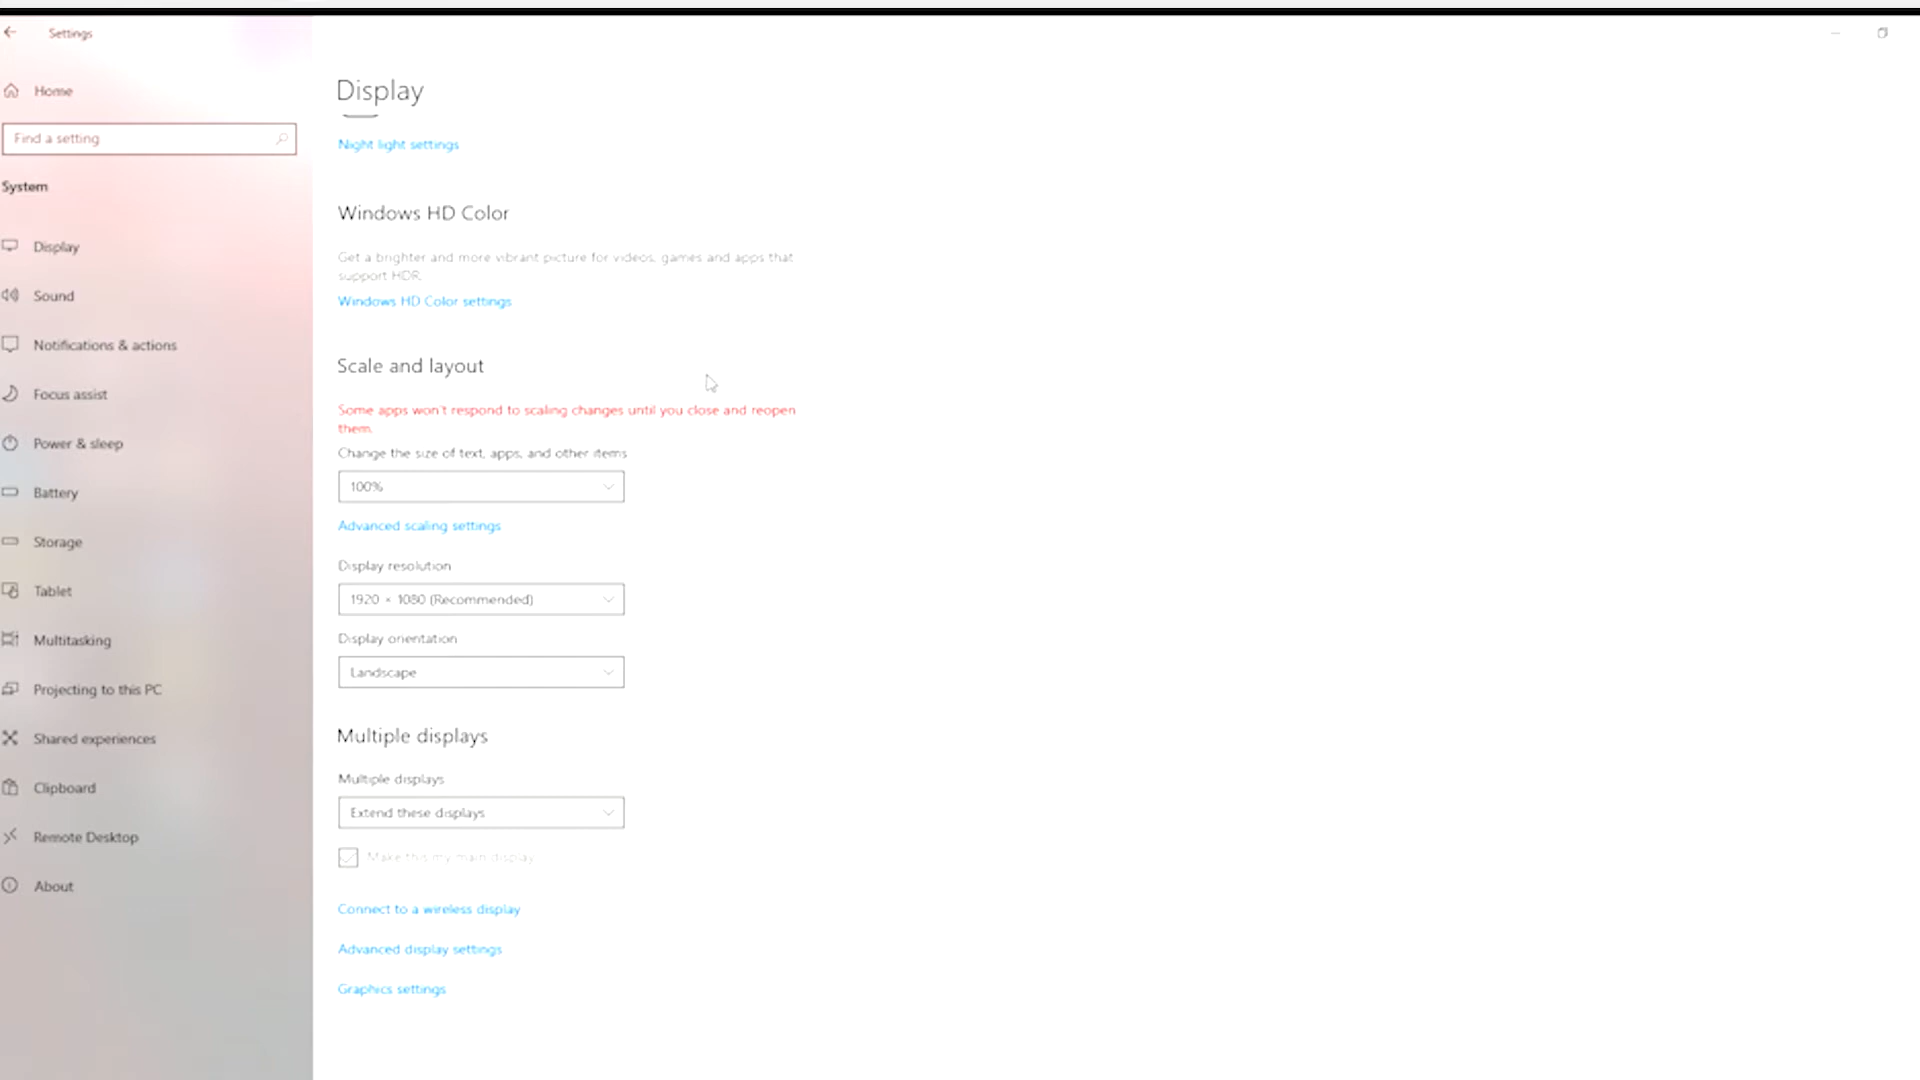 Settings
Home
Find a setting
System
Display
Sound
Notifications & actions
Focus assist
Power & sleep
Battery
Storage
Tablet
Multitasking
Projecting to this PC
Shared experiences
Clipboard
Remote Desktop
About
Display
Night light settings
Windows HD Color
Get a brighter and more vibrant picture for videos, games and apps that
support HDR.
Windows HD Color settings
Scale and layout
Some apps won't respond to scaling changes until you close and reopen
them.
Change the size of text, apps, and other items
100%
Advanced scaling settings
Display resolution
1920 × 1080 (Recommended)
Display orientation
Landscape
Multiple displays
Multiple displays
Extend these displays
Make this my main display
Connect to a wireless display
Advanced display settings
Graphics settings